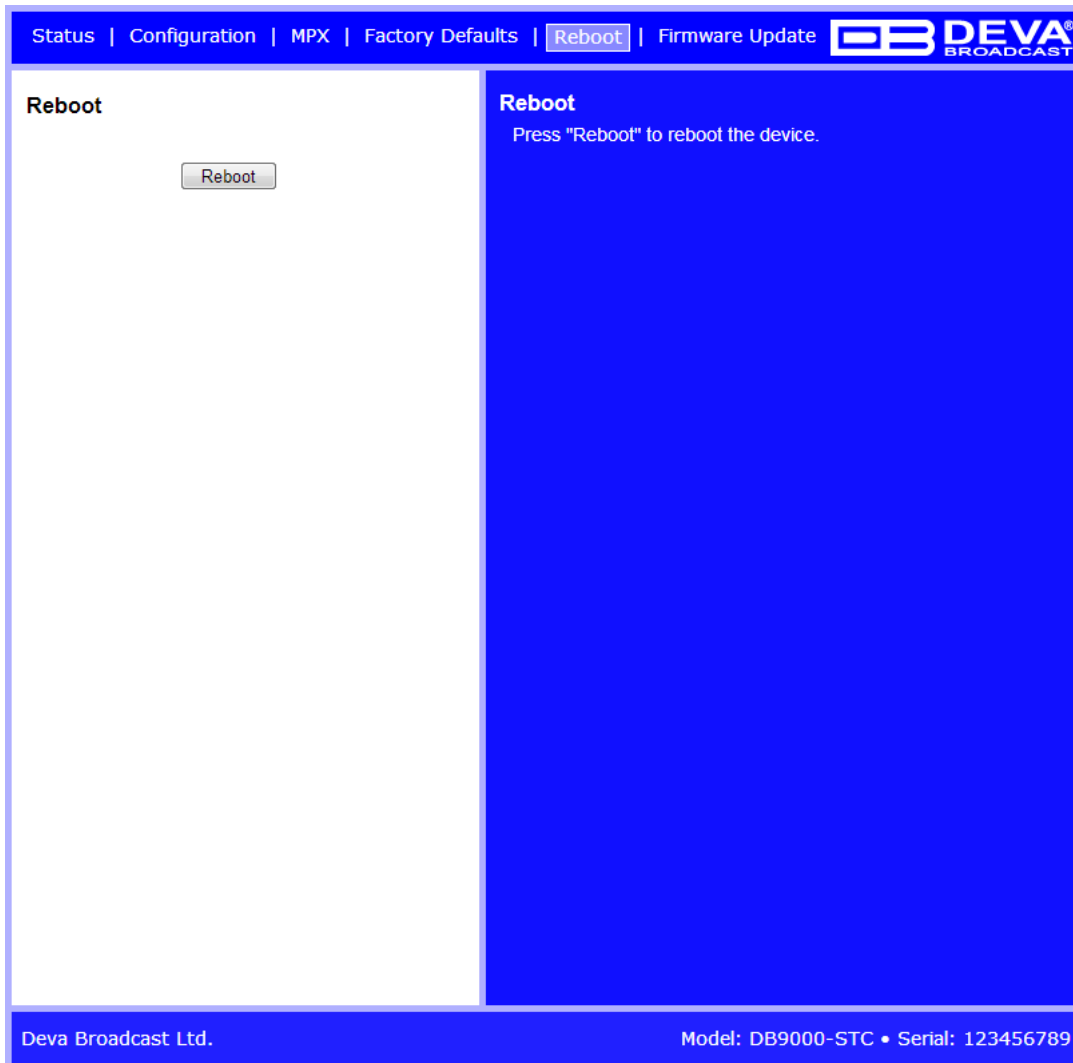 Status | Configuration | MPX | Factory Defaults | Reboot | Firmware Update
DEVA®
BROADCAST
Reboot
Reboot
Reboot
Press "Reboot" to reboot the device.
Deva Broadcast Ltd.
Model: DB9000-STC • Serial: 123456789